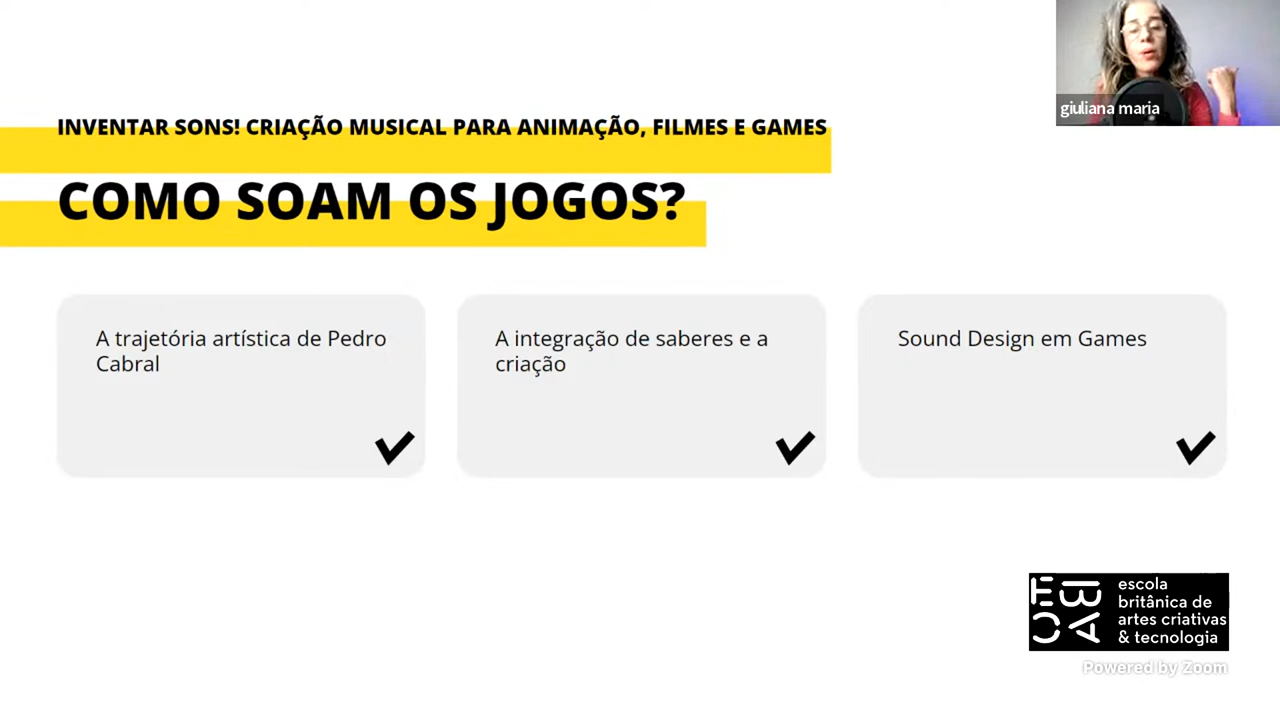 giuliana maria
INVENTAR SONS! CRIAÇÃO MUSICAL PARA ANIMAÇÃO, FILMES E GAMES
COMO SOAM OS JOGOS?
A trajetória artística de Pedro
Cabral
A integração de saberes e a
criação
Sound Design em Games
escola
britânica de
artes criativas
& tecnologia
Powered by Zoom